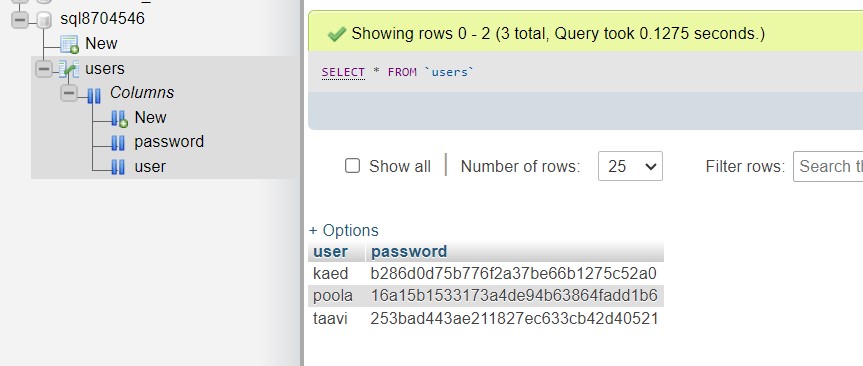 sql8704546
New
users
Columns
New
password
user
Showing rows 0 - 2 (3 total, Query took 0.1275 seconds.)
SELECT * FROM `users`
Show all | Number of rows: 25 Filter rows: Search th
+ Options
user password
kaed b286d0d75b776f2a37be66b1275c52a0
poola 16a15b1533173a4de94b63864fadd1b6
taavi 253bad443ae211827ec633cb42d40521